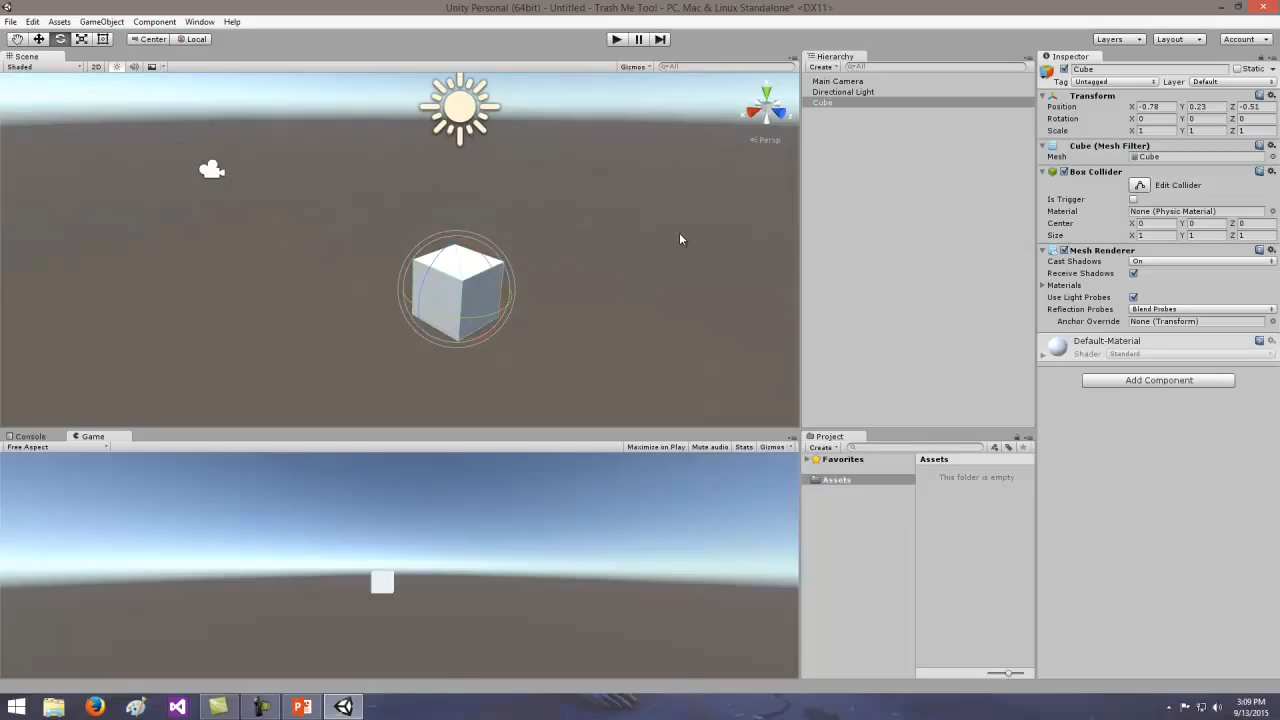 Unity Personal (64bit) - Untitled - Trash Me Too! - PC, Mac & Linux Standalone* <DX11>
File Edit Assets GameObject Component Window Help
Center Local Layers Layout Account
Scene
Shaded 2D Gizmos All
Persp
Hierarchy
Create All
Main Camera
Directional Light
Cube
Inspector
Cube Static
Tag Untagged Layer Default
Transform
Position X -0.78 Y 0.23 Z -0.51
Rotation X 0 Y 0 Z 0
Scale X 1 Y 1 Z 1
Cube (Mesh Filter)
Mesh Cube
Box Collider
Edit Collider
Is Trigger
Material None (Physic Material)
Center X 0 Y 0 Z 0
Size X 1 Y 1 Z 1
Mesh Renderer
Cast Shadows On
Receive Shadows
Materials
Use Light Probes
Reflection Probes Blend Probes
Anchor Override None (Transform)
Default-Material
Shader Standard
Add Component
Console Game
Free Aspect Maximize on Play Mute audio Stats Gizmos
Project
Create
Favorites
Assets
Assets
This folder is empty
3:09 PM
9/13/2015